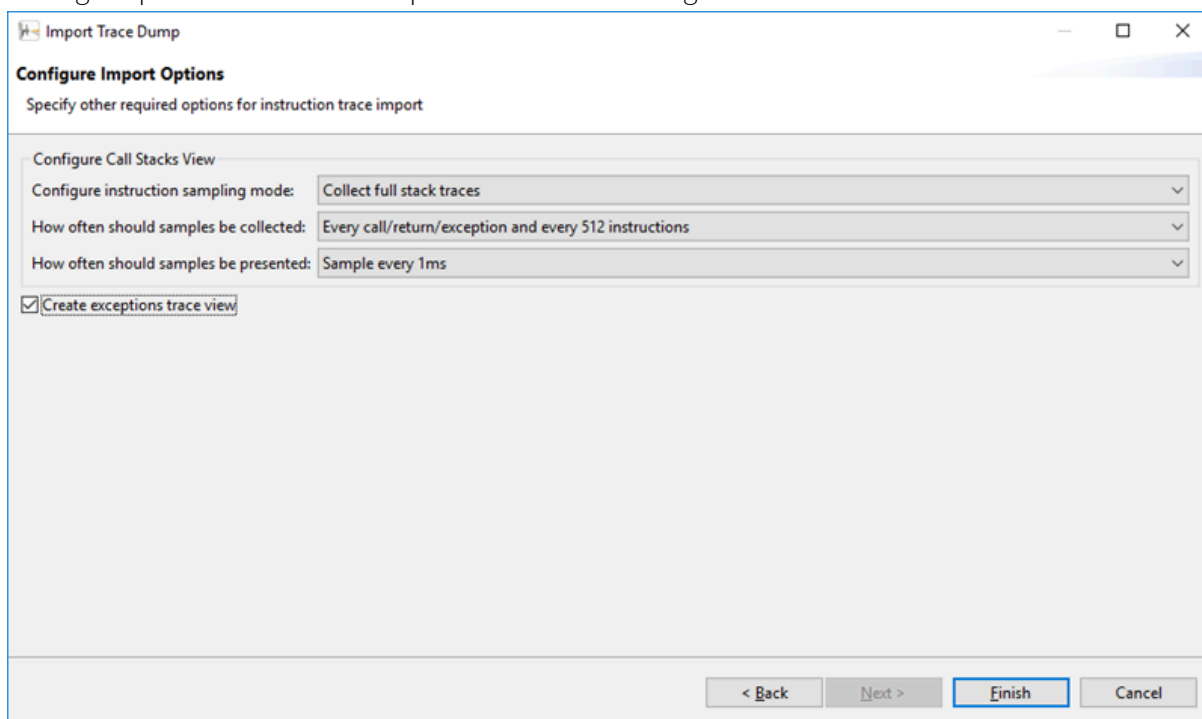 Import Trace Dump
Configure Import Options
Specify other required options for instruction trace import
Configure Call Stacks View
Configure instruction sampling mode: Collect full stack traces
How often should samples be collected: Every call/return/exception and every 512 instructions
How often should samples be presented: Sample every 1ms
Create exceptions trace view
< Back Next > Finish Cancel